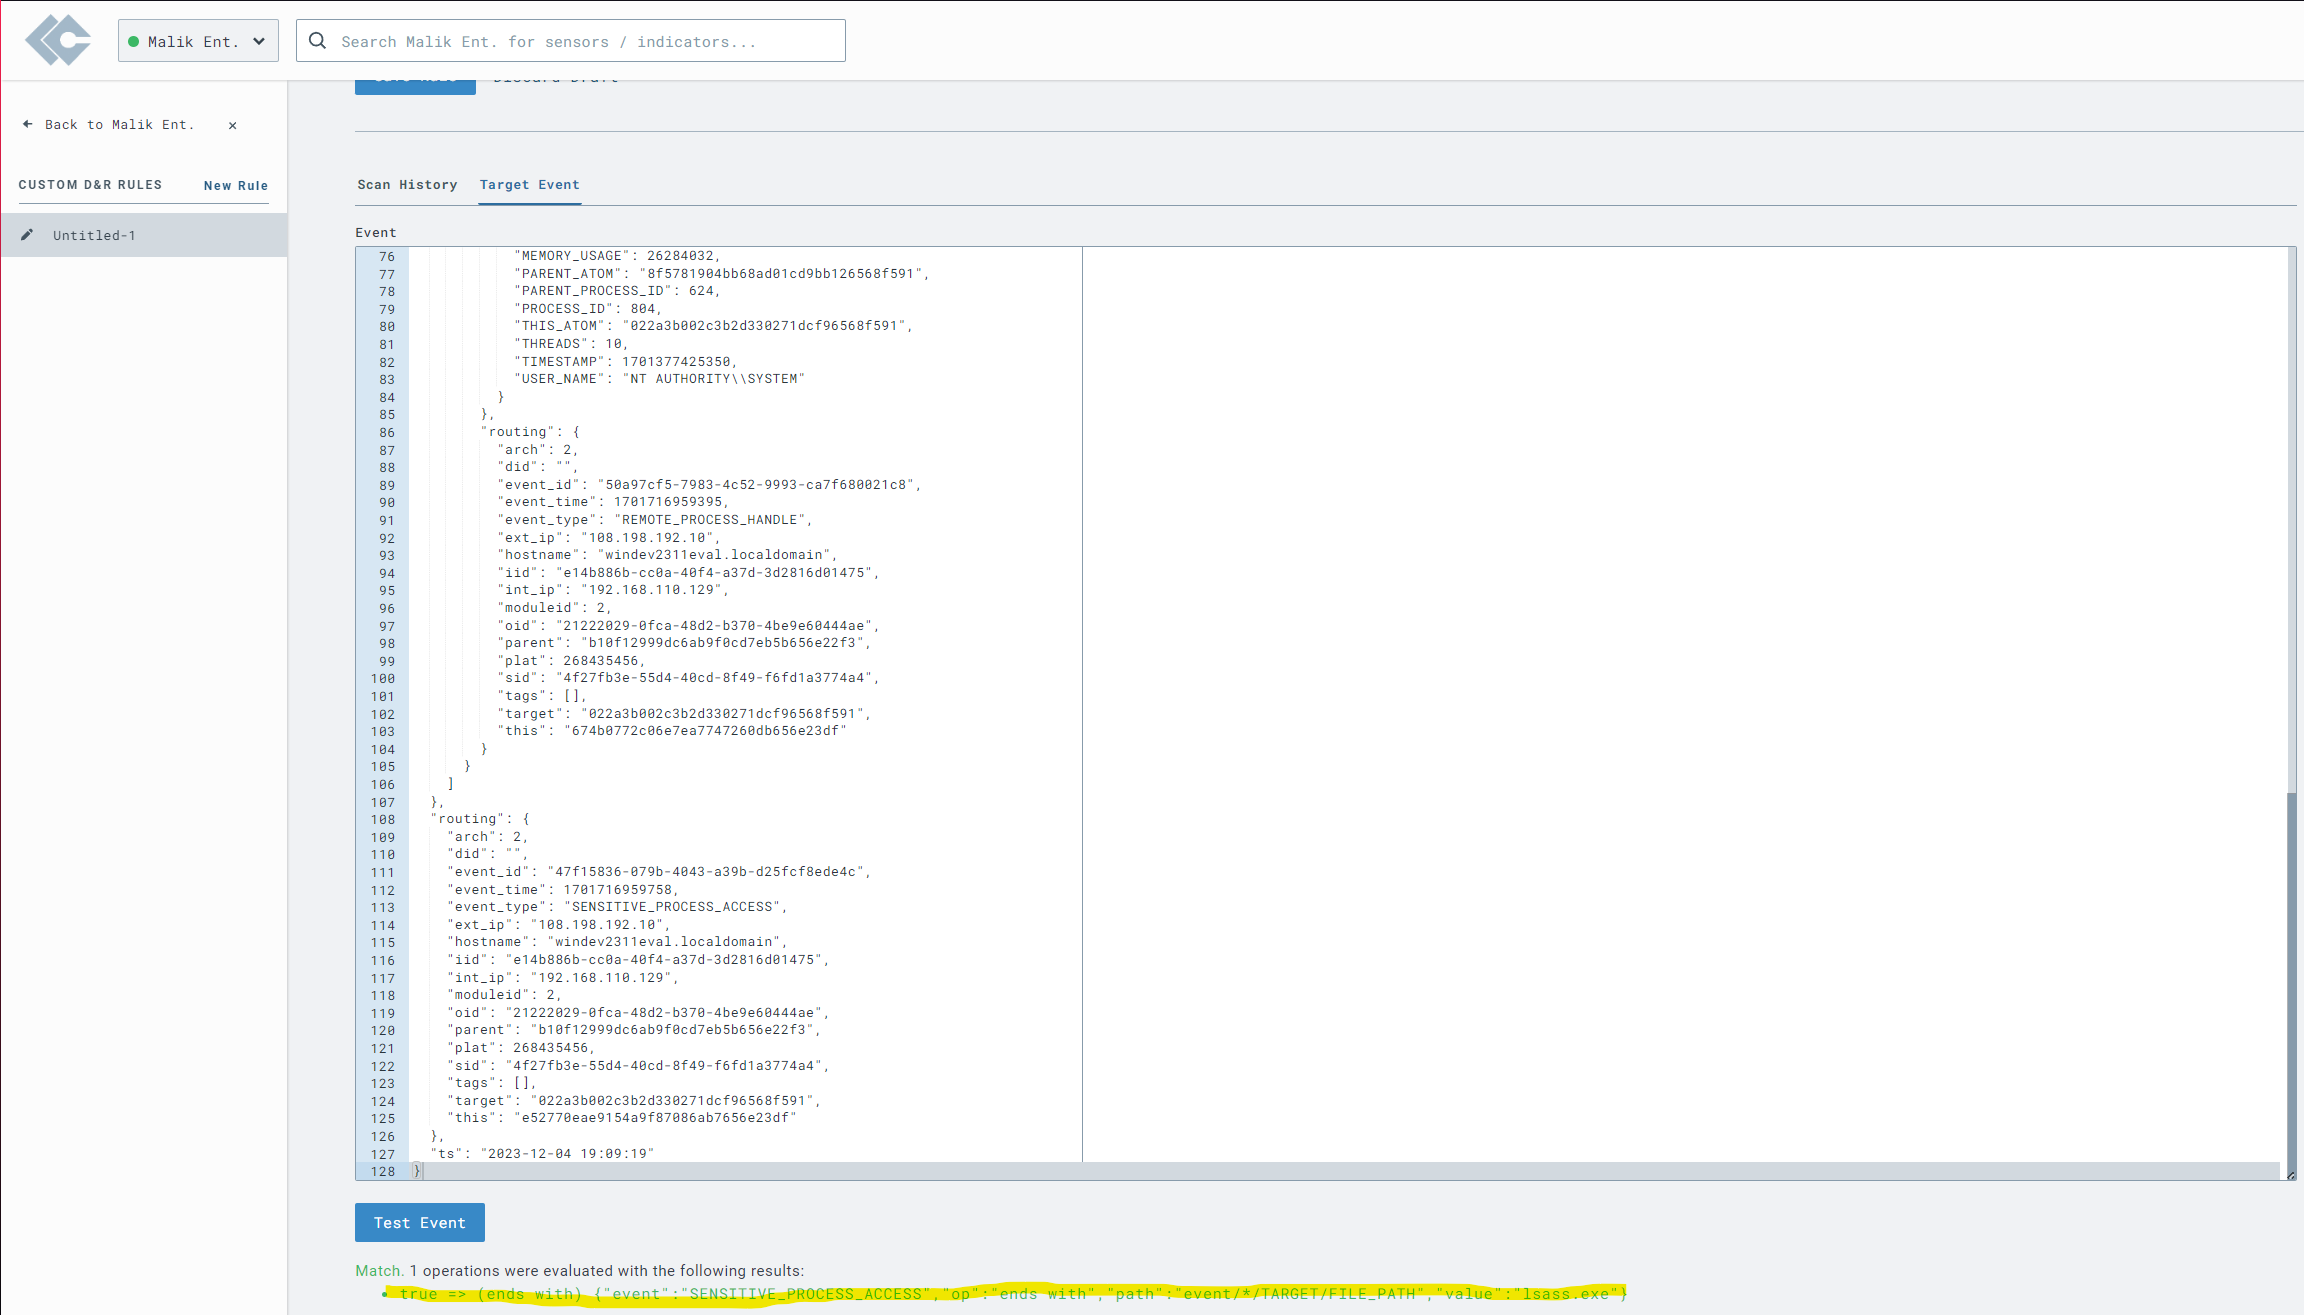 Malik Ent.
Search Malik Ent. for sensors / indicators...
Back to Malik Ent. ×
CUSTOM D&R RULES New Rule
Untitled-1
Scan History Target Event
Event
76 "MEMORY_USAGE": 26284032,
77 "PARENT_ATOM": "8f5781904bb68ad01cd9bb126568f591",
78 "PARENT_PROCESS_ID": 624,
79 "PROCESS_ID": 804,
80 "THIS_ATOM": "022a3b002c3b2d330271dcf96568f591",
81 "THREADS": 10,
82 "TIMESTAMP": 1701377425350,
83 "USER_NAME": "NT AUTHORITY\\SYSTEM"
84 }
85 },
86 "routing": {
87 "arch": 2,
88 "did": "",
89 "event_id": "50a97cf5-7983-4c52-9993-ca7f680021c8",
90 "event_time": 1701716959395,
91 "event_type": "REMOTE_PROCESS_HANDLE",
92 "ext_ip": "108.198.192.10",
93 "hostname": "windev2311eval.localdomain",
94 "iid": "e14b886b-cc0a-40f4-a37d-3d2816d01475",
95 "int_ip": "192.168.110.129",
96 "moduleid": 2,
97 "oid": "21222029-0fca-48d2-b370-4be9e60444ae",
98 "parent": "b10f12999dc6ab9f0cd7eb5b656e22f3",
99 "plat": 268435456,
100 "sid": "4f27fb3e-55d4-40cd-8f49-f6fd1a3774a4",
101 "tags": [],
102 "target": "022a3b002c3b2d330271dcf96568f591",
103 "this": "674b0772c06e7ea7747260db656e23df"
104 }
105 }
106 ]
107 },
108 "routing": {
109 "arch": 2,
110 "did": "",
111 "event_id": "47f15836-079b-4043-a39b-d25fcf8ede4c",
112 "event_time": 1701716959758,
113 "event_type": "SENSITIVE_PROCESS_ACCESS",
114 "ext_ip": "108.198.192.10",
115 "hostname": "windev2311eval.localdomain",
116 "iid": "e14b886b-cc0a-40f4-a37d-3d2816d01475",
117 "int_ip": "192.168.110.129",
118 "moduleid": 2,
119 "oid": "21222029-0fca-48d2-b370-4be9e60444ae",
120 "parent": "b10f12999dc6ab9f0cd7eb5b656e22f3",
121 "plat": 268435456,
122 "sid": "4f27fb3e-55d4-40cd-8f49-f6fd1a3774a4",
123 "tags": [],
124 "target": "022a3b002c3b2d330271dcf96568f591",
125 "this": "e52770eae9154a9f87086ab7656e23df"
126 },
127 "ts": "2023-12-04 19:09:19"
128 }
Test Event
Match. 1 operations were evaluated with the following results:
• true => (ends with) {"event":"SENSITIVE_PROCESS_ACCESS","op":"ends with","path":"event/*/TARGET/FILE_PATH","value":"lsass.exe"}